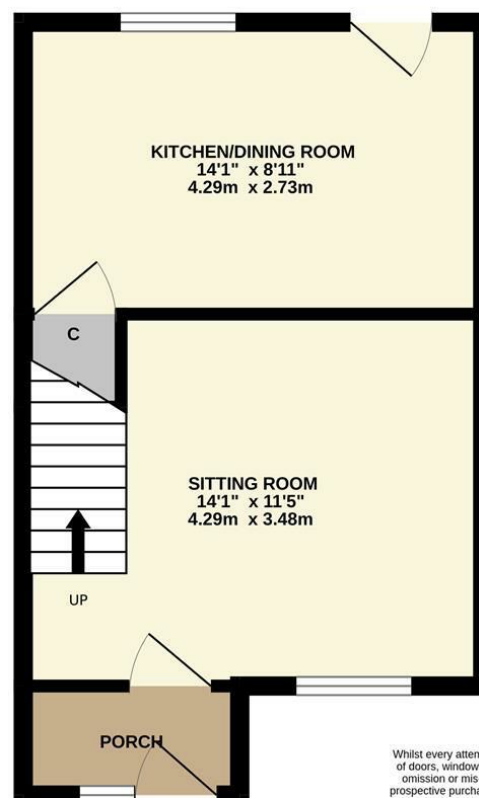 KITCHEN/DINING ROOM
14'1" x 8'11"
4.29m x 2.73m
C
SITTING ROOM
14'1" x 11'5"
4.29m x 3.48m
UP
PORCH
Whilst every atten
of doors, window
omission or mis
prospective purcha